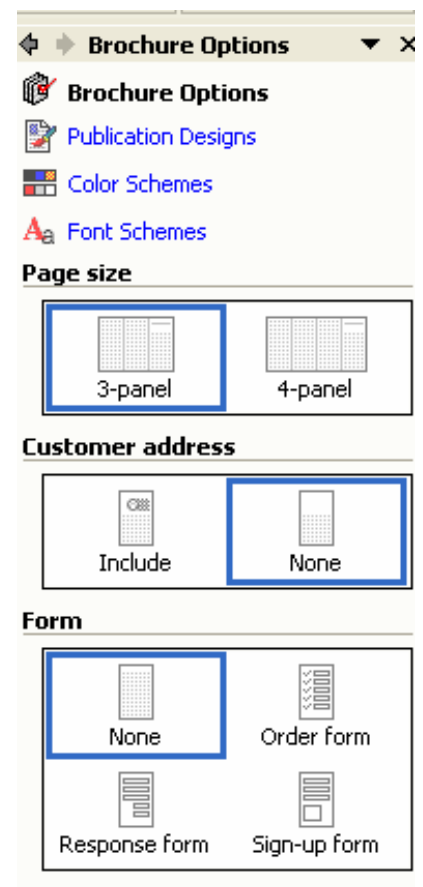 Brochure Options
Brochure Options
Publication Designs
Color Schemes
Font Schemes
Page size
3-panel 4-panel
Customer address
Include None
Form
None Order form
Response form Sign-up form